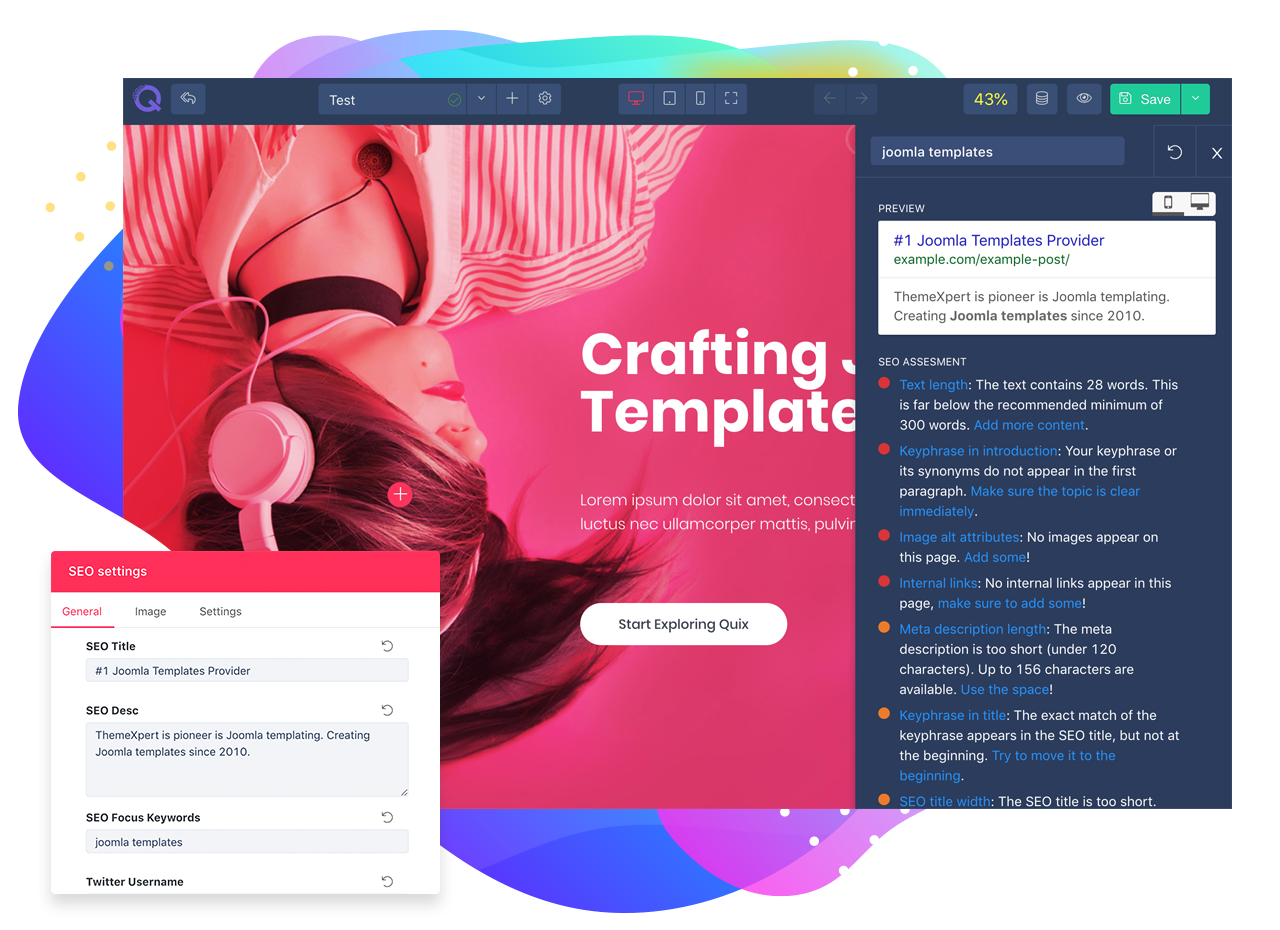 Test
43%
Save
joomla templates
PREVIEW
#1 Joomla Templates Provider
example.com/example-post/
ThemeXpert is pioneer is Joomla templating.
Creating Joomla templates since 2010.
SEO ASSESMENT
Text length: The text contains 28 words. This
is far below the recommended minimum of
300 words. Add more content.
Keyphrase in introduction: Your keyphrase or
its synonyms do not appear in the first
paragraph. Make sure the topic is clear
immediately.
Image alt attributes: No images appear on
this page. Add some!
Internal links: No internal links appear in this
page, make sure to add some!
Meta description length: The meta
description is too short (under 120
characters). Up to 156 characters are
available. Use the space!
Keyphrase in title: The exact match of the
keyphrase appears in the SEO title, but not at
the beginning. Try to move it to the
beginning.
SEO title width: The SEO title is too short.
Crafting
Template
Lorem ipsum dolor sit amet, consect
luctus nec ullamcorper mattis, pulvin
Start Exploring Quix
SEO settings
General Image Settings
SEO Title
#1 Joomla Templates Provider
SEO Desc
ThemeXpert is pioneer is Joomla templating. Creating
Joomla templates since 2010.
SEO Focus Keywords
joomla templates
Twitter Username